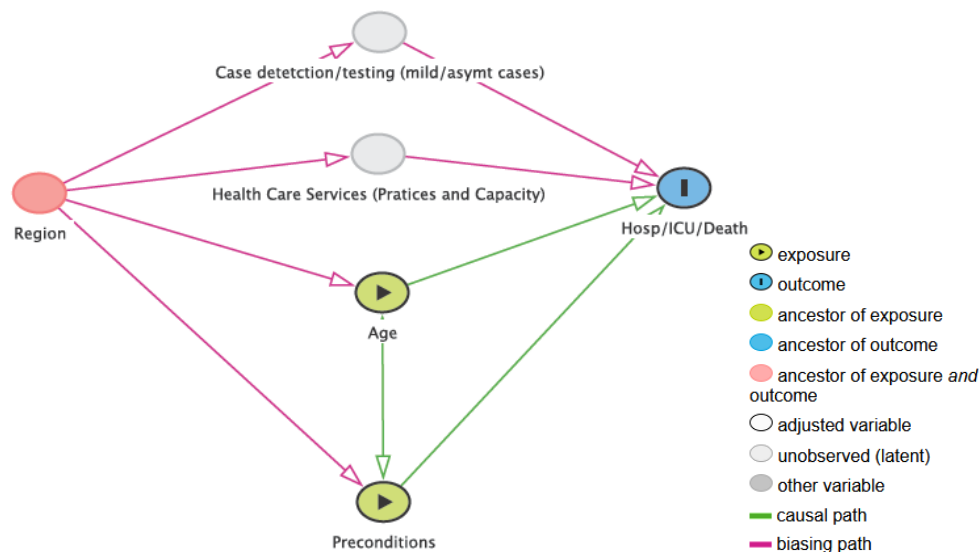 Case detetction/testing (mild/asymt cases)
Health Care Services (Pratices and Capacity)
Region
Hosp/ICU/Death
Age
Preconditions
exposure
outcome
ancestor of exposure
ancestor of outcome
ancestor of exposure and
outcome
adjusted variable
unobserved (latent)
other variable
causal path
biasing path